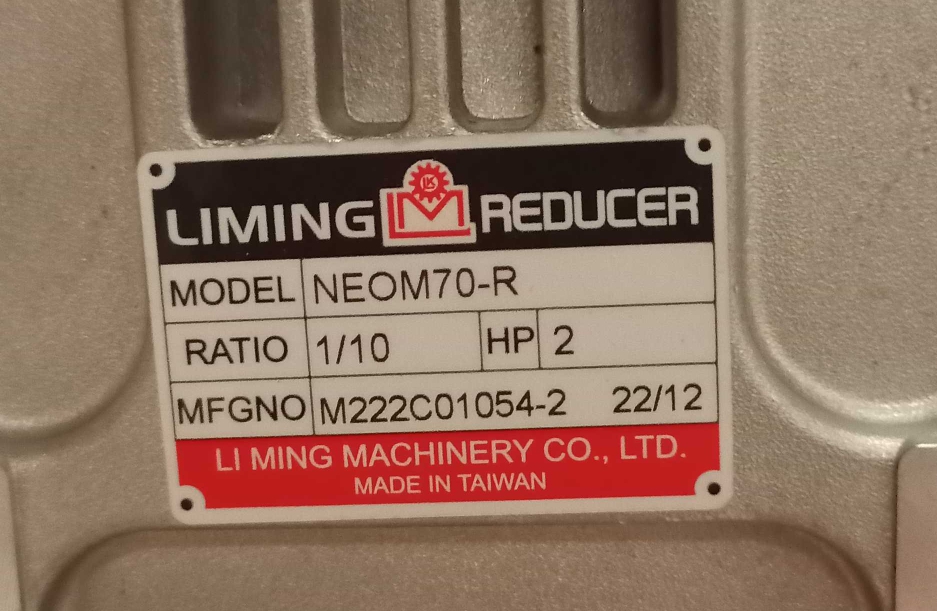 LIMING LK M REDUCER
MODEL NEOM70-R
RATIO 1/10 HP 2
MFGNO M222C01054-2 22/12
LI MING MACHINERY CO., LTD.
MADE IN TAIWAN